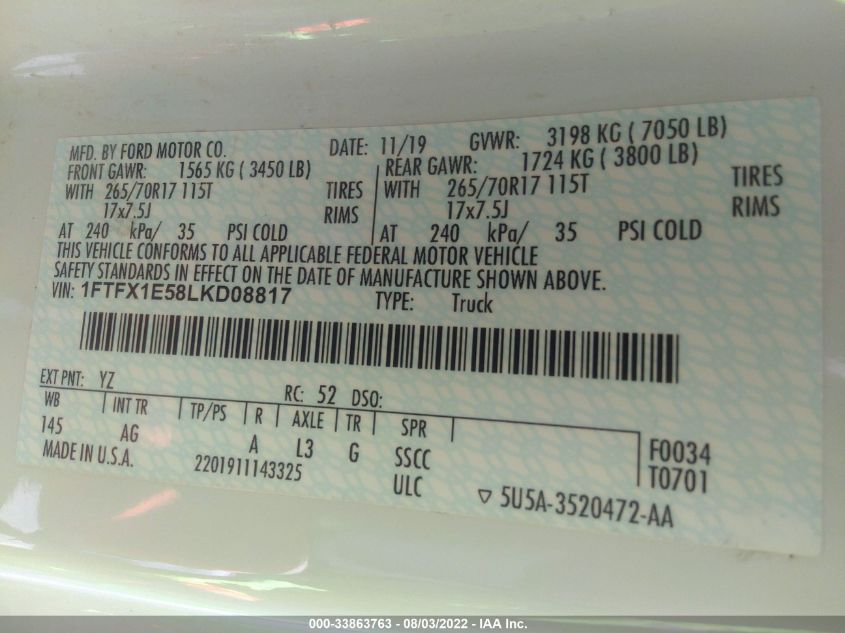 MFD. BY FORD MOTOR CO. DATE: 11/19 GVWR: 3198 KG ( 7050 LB)
FRONT GAWR: 1565 KG ( 3450 LB) REAR GAWR: 1724 KG ( 3800 LB)
WITH 265/70R17 115T TIRES WITH 265/70R17 115T TIRES
17x7.5J RIMS 17x7.5J RIMS
AT 240 kPa/ 35 PSI COLD AT 240 kPa/ 35 PSI COLD
THIS VEHICLE CONFORMS TO ALL APPLICABLE FEDERAL MOTOR VEHICLE
SAFETY STANDARDS IN EFFECT ON THE DATE OF MANUFACTURE SHOWN ABOVE.
VIN: 1FTFX1E58LKD08817 TYPE: Truck
EXT PNT: YZ RC: 52 DSO:
WB INT TR TP/PS R AXLE TR SPR
145 AG A L3 G SSCC F0034
MADE IN U.S.A. 2201911143325 ULC T0701
▽ 5U5A-3520472-AA
000-33863763 - 08/03/2022 - IAA Inc.